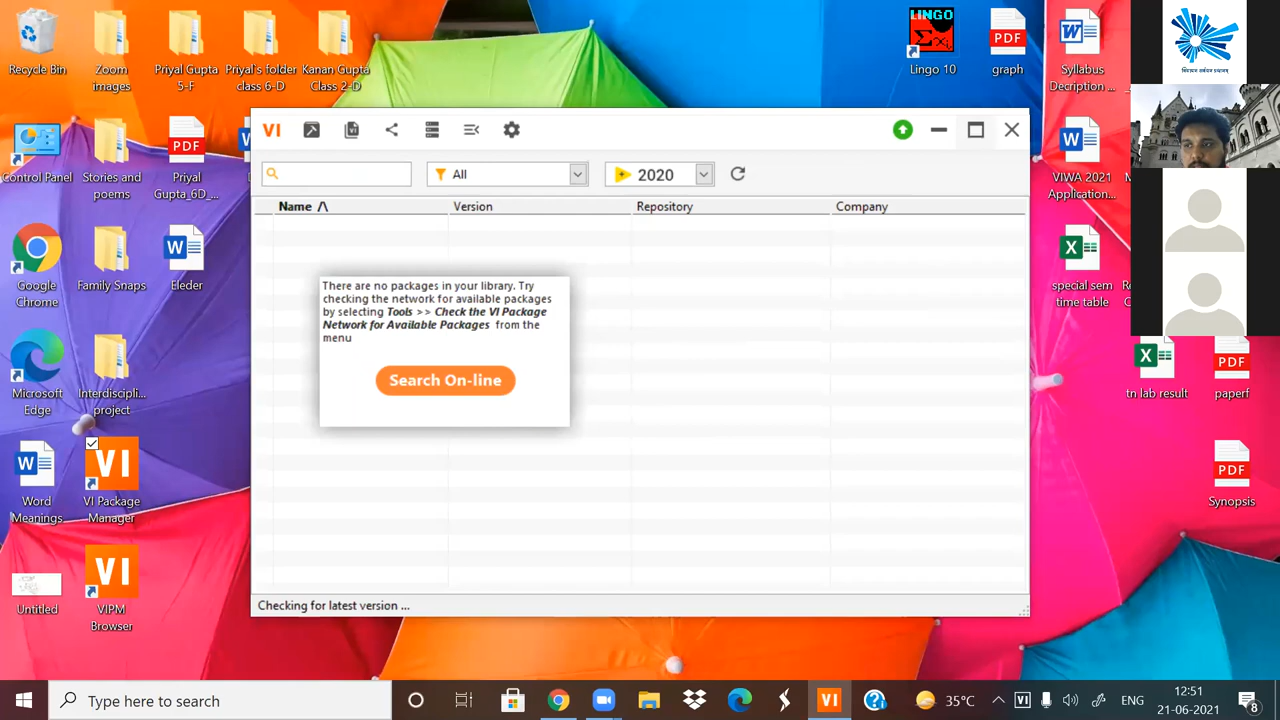 Recycle Bin
Zoom
images
Priyal Gupta
5-F
Priyal's folder
class 6-D
Kanan Gupta
Class 2-D
LINGO
Lingo 10
PDF
graph
Syllabus
Decription ...
Control Panel
Stories and
poems
PDF
Priyal
Gupta_6D_...
VIWA 2021
Application...
Google
Chrome
Family Snaps
Eleder
special sem
time table
Microsoft
Edge
Interdiscipli...
project
tn lab result
PDF
paperf
Word
Meanings
VI
VI Package
Manager
PDF
Synopsis
Untitled
VI
VIPM
Browser
VI
All
2020
Name
Version
Repository
Company
There are no packages in your library. Try
checking the network for available packages
by selecting Tools >> Check the VI Package
Network for Available Packages from the
menu
Search On-line
Checking for latest version ...
Type here to search
VI
35°C
VI
ENG
12:51
21-06-2021
8